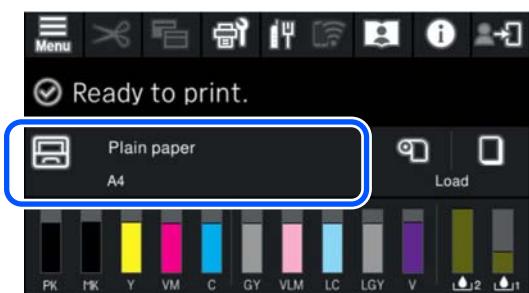 Menu
Ready to print.
Plain paper
A4
Load
PK MK Y VM C GY VLM LC LGY V 2 1